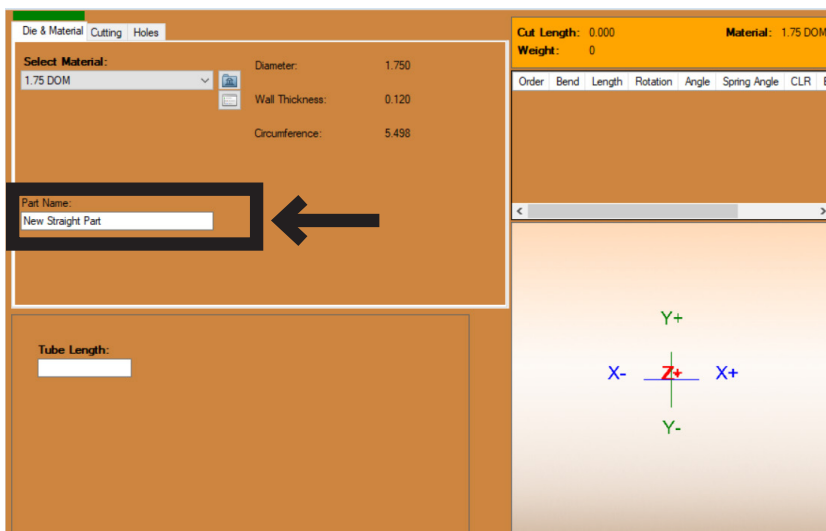 Die & Material Cutting Holes
Select Material:
1.75 DOM
Diameter: 1.750
Wall Thickness: 0.120
Circumference: 5.498
Part Name:
New Straight Part
Tube Length:
Cut Length: 0.000 Material: 1.75 DOM
Weight: 0
Order Bend Length Rotation Angle Spring Angle CLR
Y+
X- Z+ X+
Y-